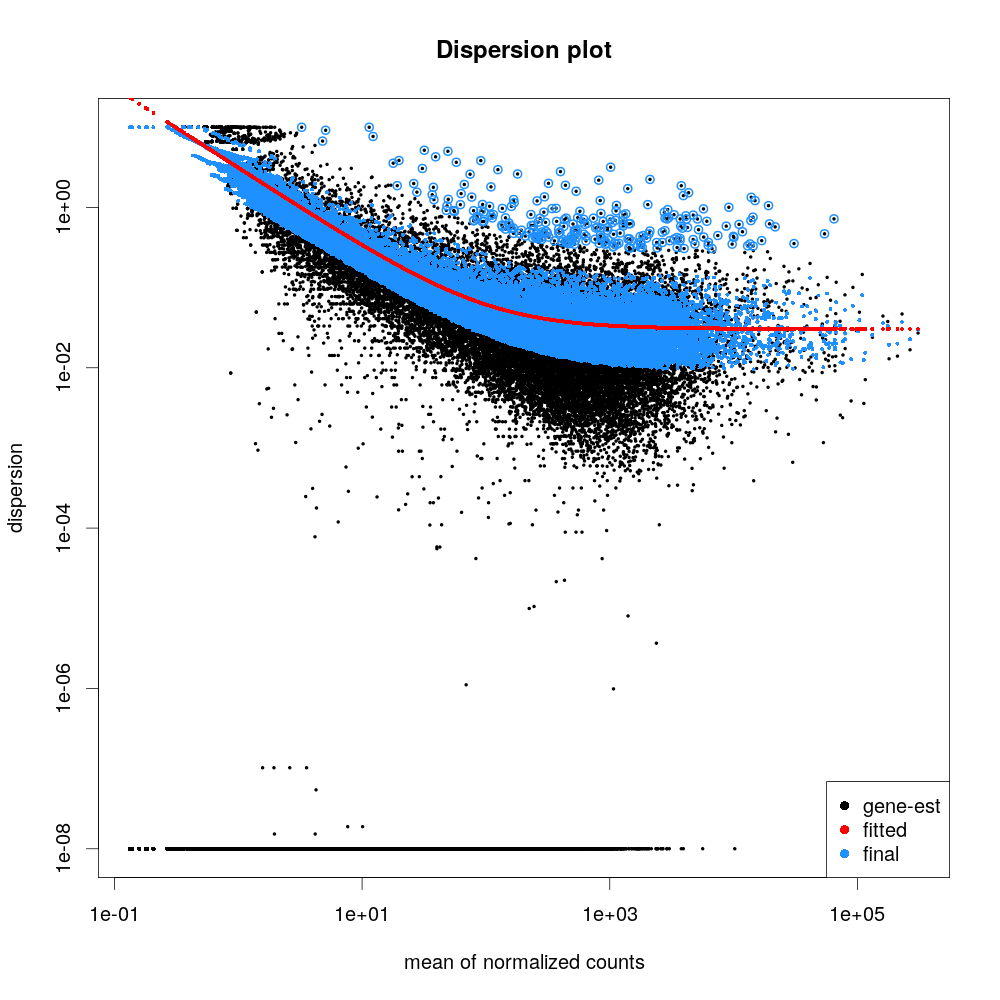 Dispersion plot
1e+00
1e-02
1e-04
1e-06
1e-08
dispersion
gene-est
fitted
final
1e-01
1e+01
1e+03
1e+05
mean of normalized counts